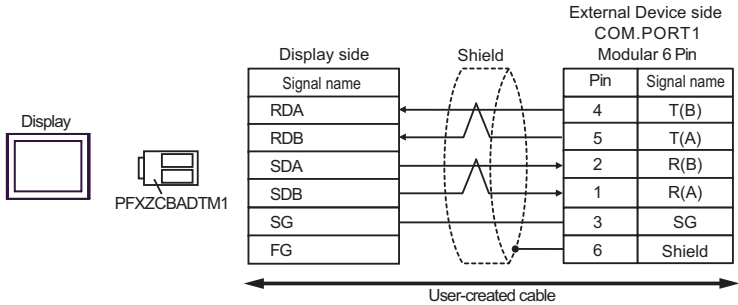 External Device side
COM.PORT1
Display side
Shield
Modular 6 Pin
Signal name
Pin
Signal name
RDA
4
T(B)
Display
RDB
5
T(A)
SDA
2
R(B)
PFXZCBADTM1
SDB
1
R(A)
SG
3
SG
FG
6
Shield
User-created cable